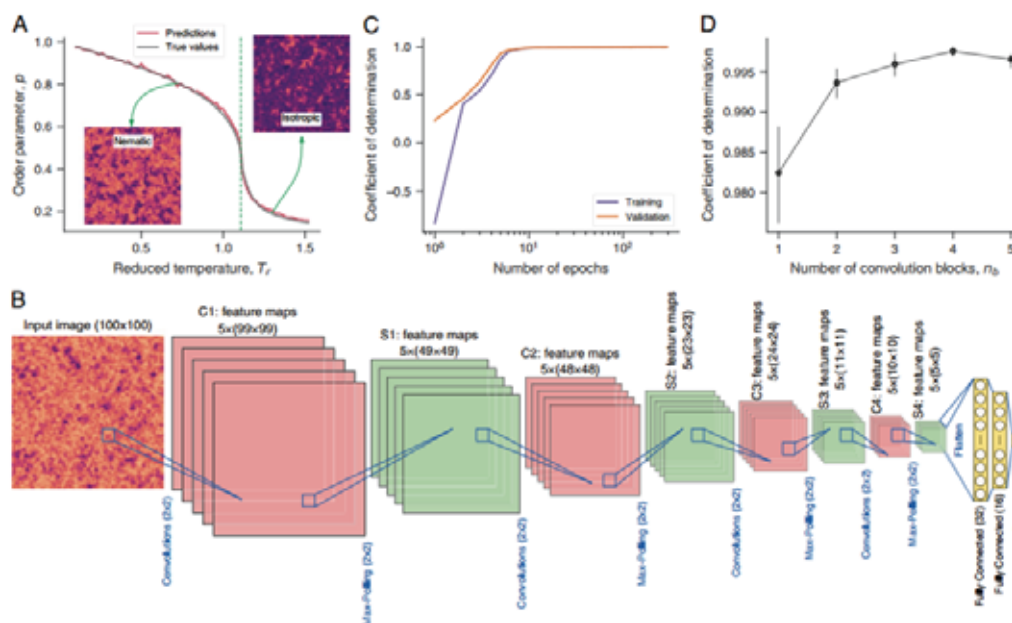 A
Order parameter, p
1.0
0.8
0.6
0.4
0.2
Predictions
True values
Nematic
Isotropic
0.5
1.0
1.5
Reduced temperature, Tr
C
Coefficient of determination
1.0
0.5
0.0
−0.5
Training
Validation
10⁰
10¹
10²
Number of epochs
D
Coefficient of determination
0.995
0.990
0.985
0.980
1
2
3
4
5
Number of convolution blocks, nb
B
Input image (100x100)
C1: feature maps
5×(99×99)
S1: feature maps
5×(49×49)
C2: feature maps
5×(48×48)
S2: feature maps
5×(23×23)
C3: feature maps
5×(24×24)
S3: feature maps
5×(11×11)
C4: feature maps
5×(10×10)
S4: feature maps
5×(5×5)
Convolutions (2x2)
Max-Polling (2x2)
Convolutions (2x2)
Max-Polling (2x2)
Convolutions (2x2)
Max-Polling (2x2)
Convolutions (2x2)
Max-Polling (2x2)
Flatten
Fully Connected (32)
Fully Connected (16)